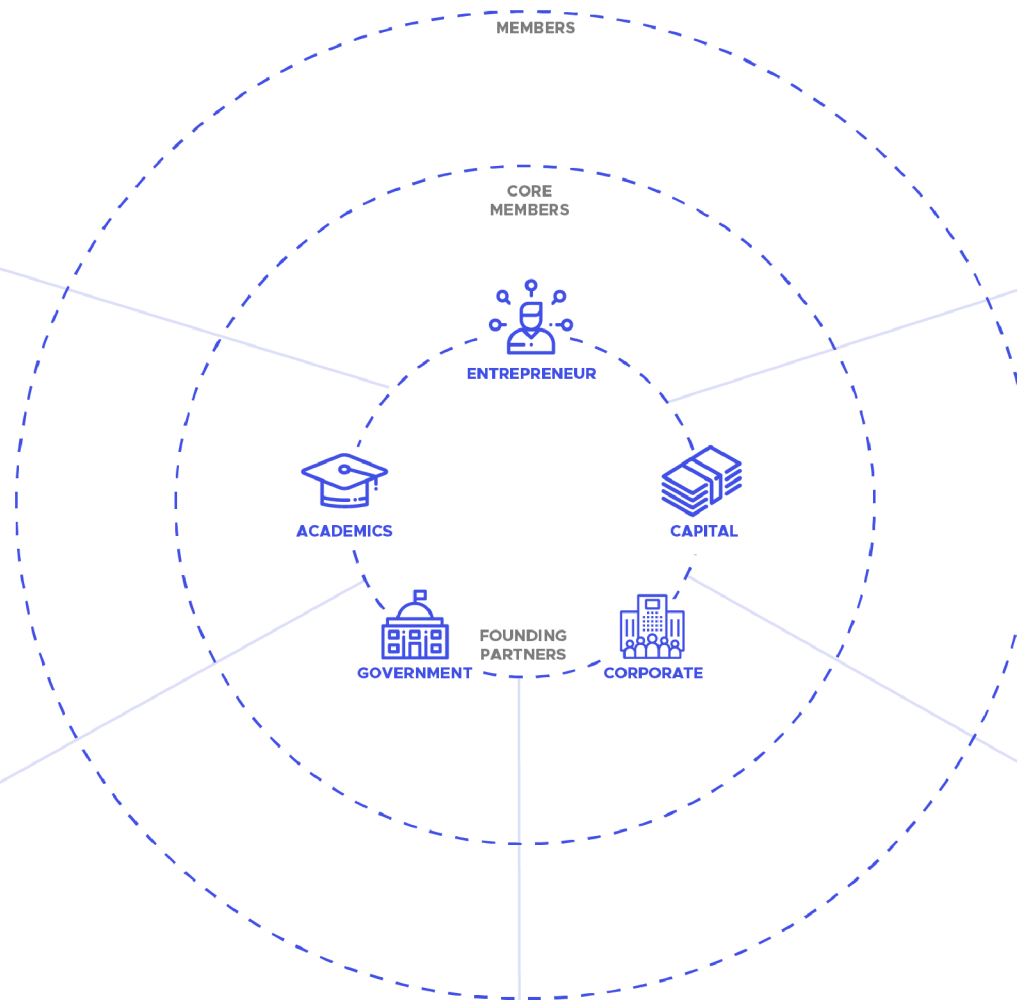 MEMBERS
CORE
MEMBERS
ENTREPRENEUR
ACADEMICS
CAPITAL
FOUNDING
PARTNERS
GOVERNMENT
CORPORATE